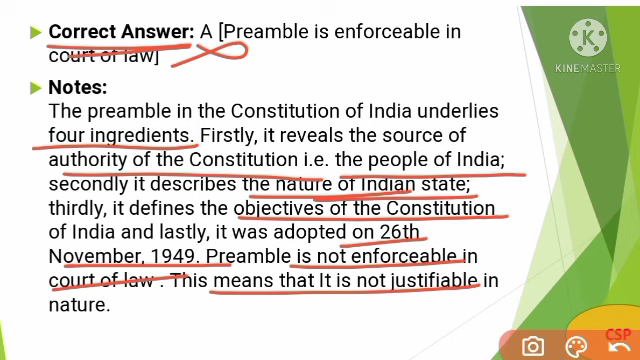 Correct Answer: A [Preamble is enforceable in
court of law]
Notes:
The preamble in the Constitution of India underlies
four ingredients. Firstly, it reveals the source of
authority of the Constitution i.e. the people of India;
secondly it describes the nature of Indian state;
thirdly, it defines the objectives of the Constitution
of India and lastly, it was adopted on 26th
November, 1949. Preamble is not enforceable in
court of law . This means that It is not justifiable in
nature.
K
KINEMASTER
CSP